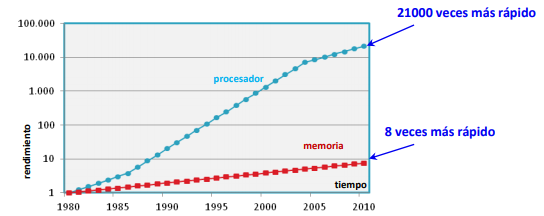 21000 veces más rápido
100.000
10.000
1.000
100
10
1
rendimiento
procesador
memoria
8 veces más rápido
tiempo
1980 1985 1990 1995 2000 2005 2010